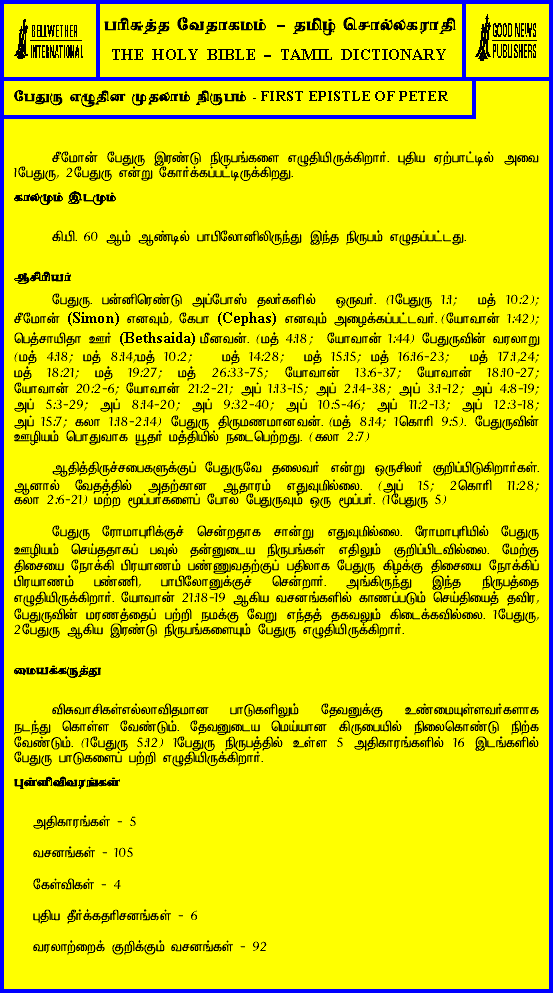 BELLWETHER
INTERNATIONAL
பரிசுத்த வேதாகமம் – தமிழ் சொல்லகராதி
THE HOLY BIBLE – TAMIL DICTIONARY
GOOD NEWS
PUBLISHERS
பேதுரு எழுதின முதலாம் நிருபம் - FIRST EPISTLE OF PETER
சீமோன் பேதுரு இரண்டு நிருபங்களை எழுதியிருக்கிறார். புதிய ஏற்பாட்டில் அவை
1பேதுரு, 2பேதுரு என்று கோர்க்கப்பட்டிருக்கிறது.
காலமும் இடமும்
கி.பி. 60 ஆம் ஆண்டில் பாபிலோனிலிருந்து இந்த நிருபம் எழுதப்பட்டது.
ஆசிரியர்
பேதுரு. பன்னிரெண்டு அப்போஸ்தலர்களில் ஒருவர். (1பேதுரு 1:1; மத் 10:2);
சீமோன் (Simon) எனவும், கேபா (Cephas) எனவும் அழைக்கப்பட்டவர். (யோவான் 1:42);
பெத்சாயிதா ஊர் (Bethsaida) மீனவன். (மத் 4:18; யோவான் 1:44) பேதுருவின் வரலாறு
(மத் 4:18; மத் 8:14;மத் 10:2; மத் 14:28; மத் 15:15; மத் 16:16-23; மத் 17:1,24;
மத் 18:21; மத் 19:27; மத் 26:33-75; யோவான் 13:6-37; யோவான் 18:10-27;
யோவான் 20:2-6; யோவான் 21:2-21; அப் 1:13-15; அப் 2:14-38; அப் 3:1-12; அப் 4:8-19;
அப் 5:3-29; அப் 8:14-20; அப் 9:32-40; அப் 10:5-46; அப் 11:2-13; அப் 12:3-18;
அப் 15:7; கலா 1:18-2:14) பேதுரு திருமணமானவன். (மத் 8:14; 1கொரி 9:5). பேதுருவின்
ஊழியம் பொதுவாக யூதர் மத்தியில் நடைபெற்றது. (கலா 2:7)
ஆதித்திருச்சபைகளுக்குப் பேதுருவே தலைவர் என்று ஒருசிலர் குறிப்பிடுகிறார்கள்.
ஆனால் வேதத்தில் அதற்கான ஆதாரம் எதுவுமில்லை. (அப் 15; 2கொரி 11:28;
கலா 2:6-21) மற்ற மூப்பர்களைப் போல பேதுருவும் ஒரு மூப்பர். (1பேதுரு 5)
பேதுரு ரோமாபுரிக்குச் சென்றதாக சான்று எதுவுமில்லை. ரோமாபுரியில் பேதுரு
ஊழியம் செய்ததாகப் பவுல் தன்னுடைய நிருபங்கள் எதிலும் குறிப்பிடவில்லை. மேற்கு
திசையை நோக்கி பிரயாணம் பண்ணுவதற்குப் பதிலாக பேதுரு கிழக்கு திசையை நோக்கிப்
பிரயாணம் பண்ணி, பாபிலோனுக்குச் சென்றார். அங்கிருந்து இந்த நிருபத்தை
எழுதியிருக்கிறார். யோவான் 21:18-19 ஆகிய வசனங்களில் காணப்படும் செய்தியைத் தவிர,
பேதுருவின் மரணத்தைப் பற்றி நமக்கு வேறு எந்தத் தகவலும் கிடைக்கவில்லை. 1பேதுரு,
2பேதுரு ஆகிய இரண்டு நிருபங்களையும் பேதுரு எழுதியிருக்கிறார்.
மையக்கருத்து
விசுவாசிகள்எல்லாவிதமான பாடுகளிலும் தேவனுக்கு உண்மையுள்ளவர்களாக
நடந்து கொள்ள வேண்டும். தேவனுடைய மெய்யான கிருபையில் நிலைகொண்டு நிற்க
வேண்டும். (1பேதுரு 5:12) 1பேதுரு நிருபத்தில் உள்ள 5 அதிகாரங்களில் 16 இடங்களில்
பேதுரு பாடுகளைப் பற்றி எழுதியிருக்கிறார்.
புள்ளிவிவரங்கள்
அதிகாரங்கள் - 5
வசனங்கள் - 105
கேள்விகள் - 4
புதிய தீர்க்கதரிசனங்கள் - 6
வரலாற்றைக் குறிக்கும் வசனங்கள் - 92